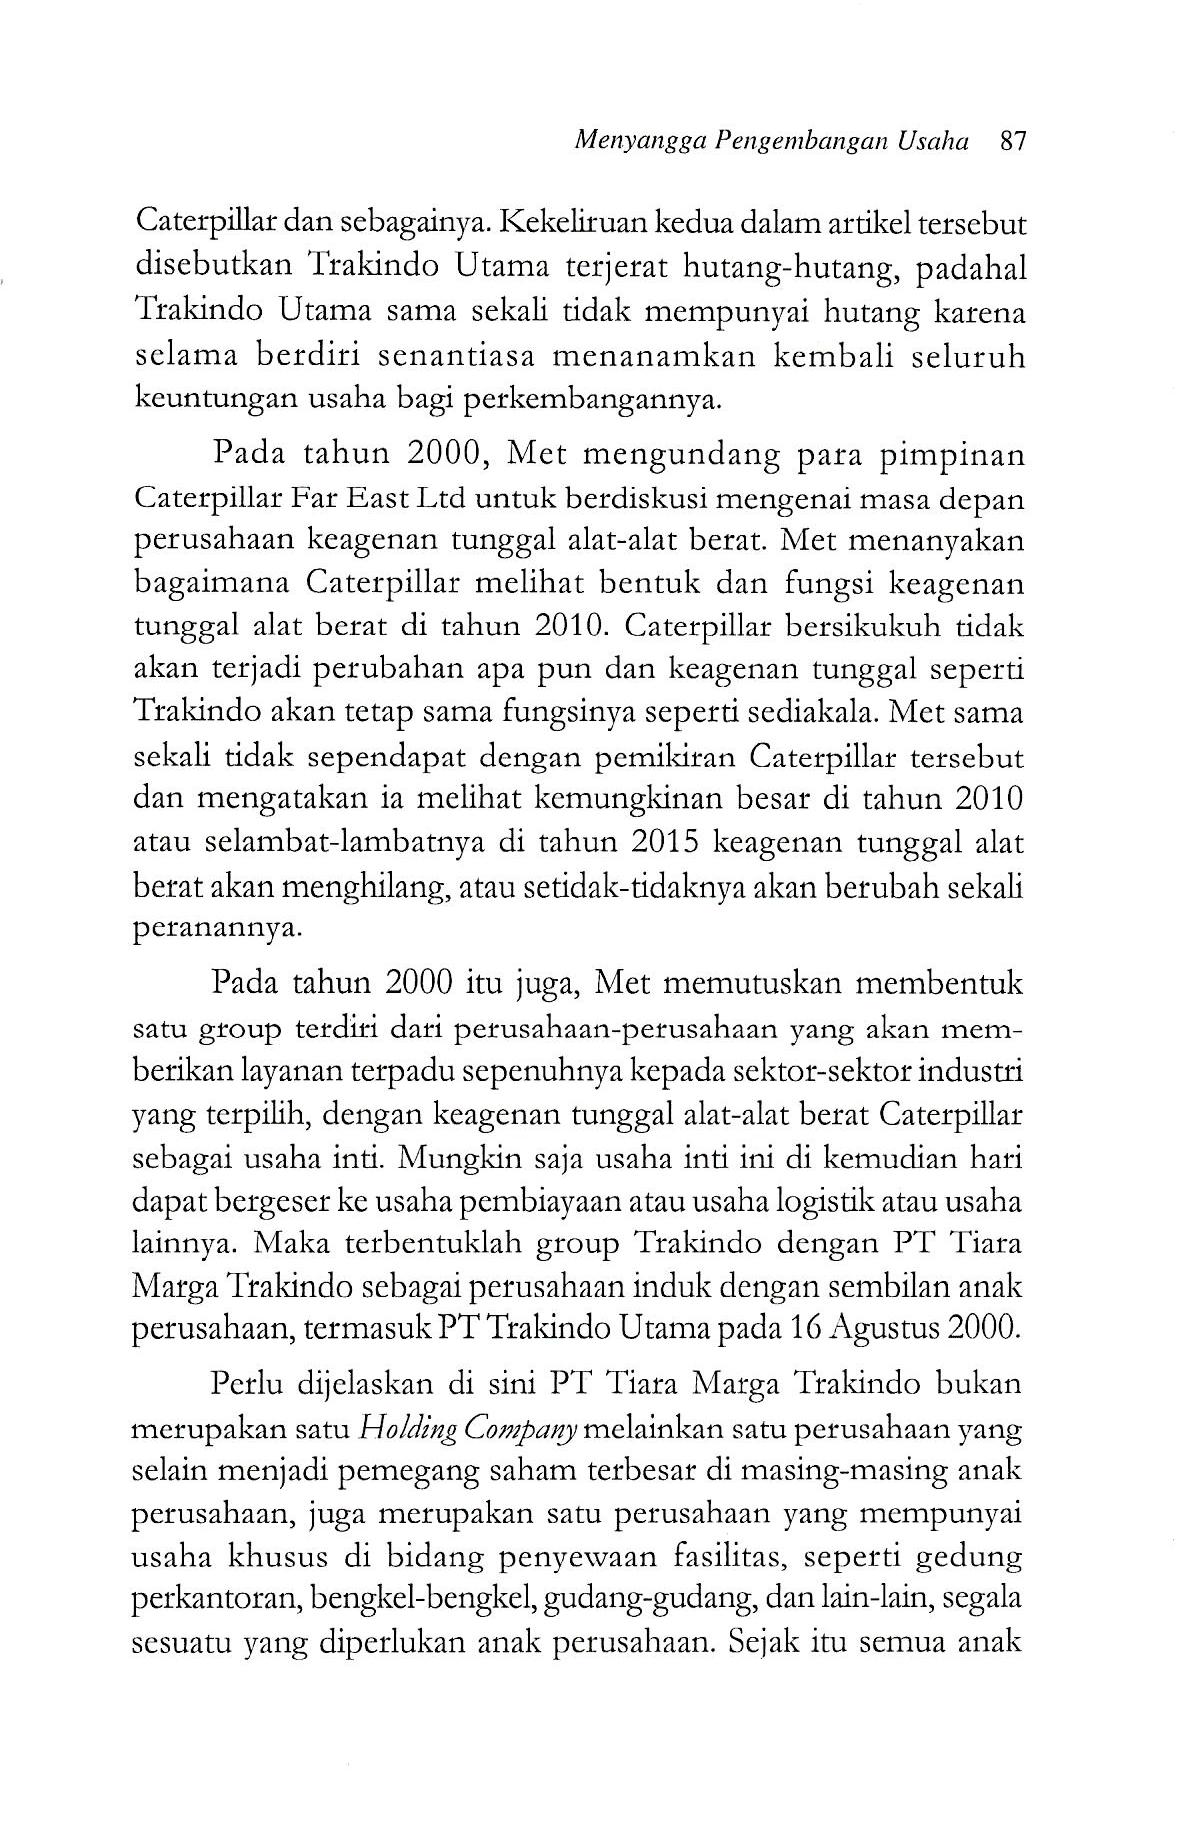 Menyangga Pengembangan Usaha 87
Caterpillar dan sebagainya. Kekeliruan kedua dalam artikel tersebut
disebutkan Trakindo Utama terjerat hutang-hutang, padahal
Trakindo Utama sama sekali tidak mempunyai hutang karena
selama berdiri senantiasa menanamkan kembali seluruh
keuntungan usaha bagi perkembangannya.
Pada tahun 2000, Met mengundang para pimpinan
Caterpillar Far East Ltd untuk berdiskusi mengenai masa depan
perusahaan keagenan tunggal alat-alat berat. Met menanyakan
bagaimana Caterpillar melihat bentuk dan fungsi keagenan
tunggal alat berat di tahun 2010. Caterpillar bersikukuh tidak
akan terjadi perubahan apa pun dan keagenan tunggal seperti
Trakindo akan tetap sama fungsinya seperti sediakala. Met sama
sekali tidak sependapat dengan pemikiran Caterpillar tersebut
dan mengatakan ia melihat kemungkinan besar di tahun 2010
atau selambat-lambatnya di tahun 2015 keagenan tunggal alat
berat akan menghilang, atau setidak-tidaknya akan berubah sekali
peranannya.
Pada tahun 2000 itu juga, Met memutuskan membentuk
satu group terdiri dari perusahaan-perusahaan yang akan mem-
berikan layanan terpadu sepenuhnya kepada sektor-sektor industri
yang terpilih, dengan keagenan tunggal alat-alat berat Caterpillar
sebagai usaha inti. Mungkin saja usaha inti ini di kemudian hari
dapat bergeser ke usaha pembiayaan atau usaha logistik atau usaha
lainnya. Maka terbentuklah group Trakindo dengan PT Tiara
Marga Trakindo sebagai perusahaan induk dengan sembilan anak
perusahaan, termasuk PT Trakindo Utama pada 16 Agustus 2000.
Perlu dijelaskan di sini PT Tiara Marga Trakindo bukan
merupakan satu Holding Company melainkan satu perusahaan yang
selain menjadi pemegang saham terbesar di masing-masing anak
perusahaan, juga merupakan satu perusahaan yang mempunyai
usaha khusus di bidang penyewaan fasilitas, seperti gedung
perkantoran, bengkel-bengkel, gudang-gudang, dan lain-lain, segala
sesuatu yang diperlukan anak perusahaan. Sejak itu semua anak